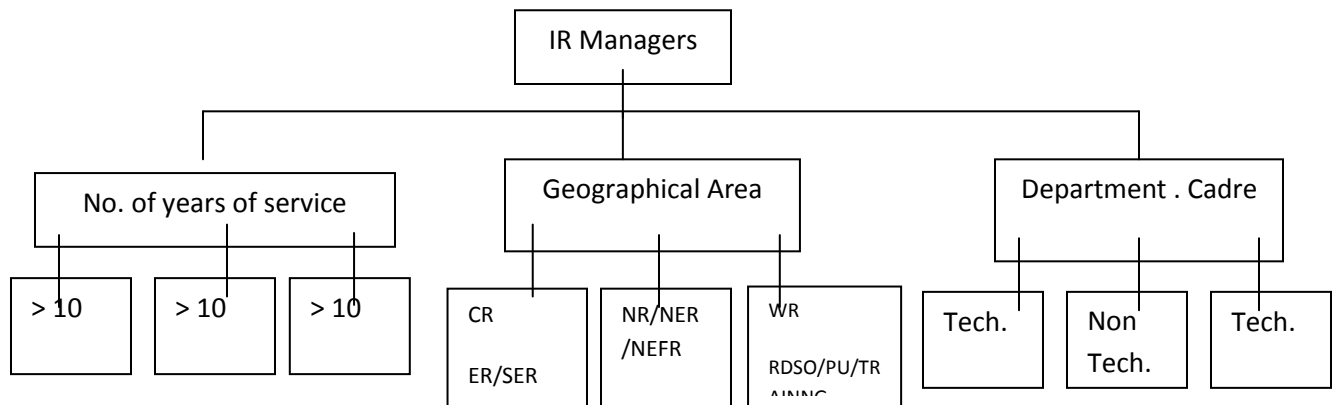 IR Managers
No. of years of service
Geographical Area
Department . Cadre
> 10
> 10
> 10
CR
ER/SER
NR/NER
/NEFR
WR
RDSO/PU/TR
Tech.
Non
Tech.
Tech.